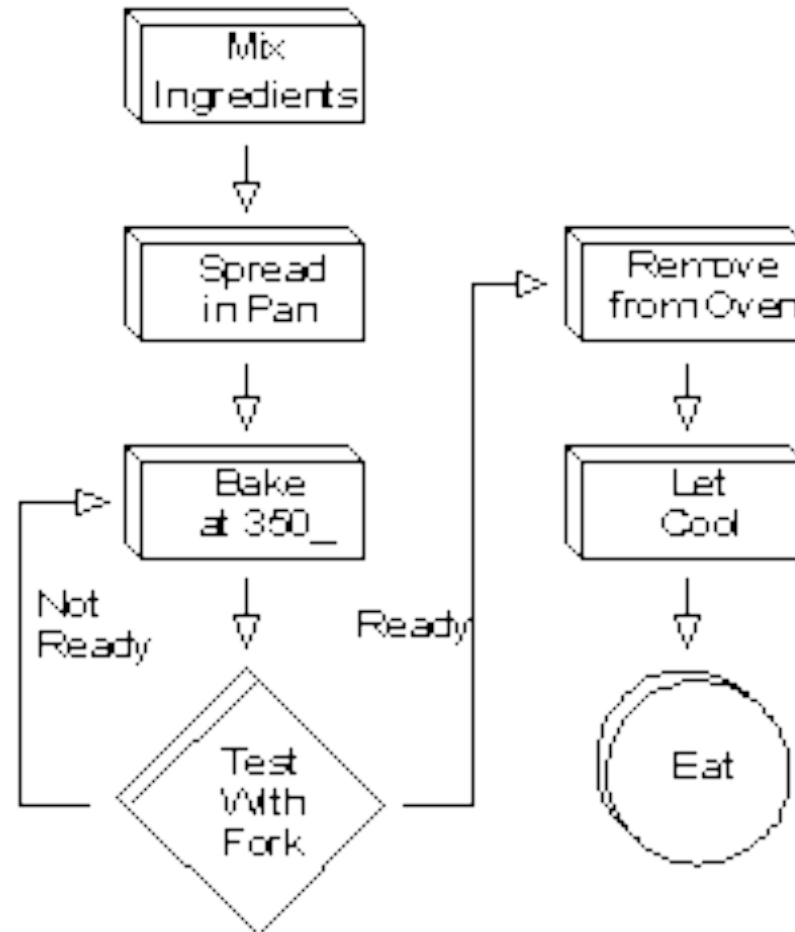 Mix
Ingredients
Spread
in Pan
Bake
at 350_
Not
Ready
Test
With
Fork
Ready
Remove
from Oven
Let
Cool
Eat